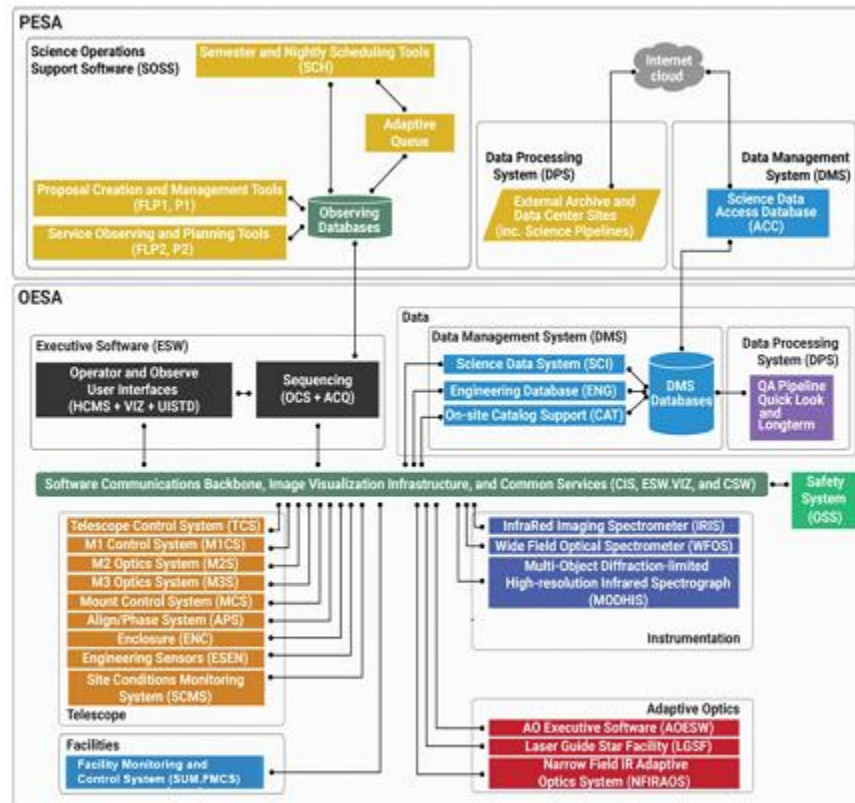 PESA
Science Operations
Support Software (SOSS)
Semester and Nightly Scheduling Tools
(SCH)
Adaptive
Queue
Proposal Creation and Management Tools
(FLP1, P1)
Service Observing and Planning Tools
(FLP2, P2)
Observing
Databases
Internet
cloud
Data Processing
System (DPS)
External Archive and
Data Center Sites
(inc. Science Pipelines)
Data Management
System (DMS)
Science Data
Access Database
(ACC)
OESA
Executive Software (ESW)
Operator and Observe
User Interfaces
(HCMS + VIZ + UISTD)
Sequencing
(OCS + ACQ)
Data
Data Management System (DMS)
Science Data System (SCI)
Engineering Database (ENG)
On-site Catalog Support (CAT)
DMS
Databases
Data Processing
System (DPS)
QA Pipeline
Quick Look
and
Longterm
Software Communications Backbone, Image Visualization Infrastructure, and Common Services (CIS, ESW.VIZ, and CSW)
Safety
System
(OSS)
Telescope Control System (TCS)
M1 Control System (M1CS)
M2 Optics System (M2S)
M3 Optics System (M3S)
Mount Control System (MCS)
Align/Phase System (APS)
Enclosure (ENC)
Engineering Sensors (ESEN)
Site Conditions Monitoring
System (SCMS)
Telescope
Facilities
Facility Monitoring and
Control System (SUM.FMCS)
InfraRed Imaging Spectrometer (IRIS)
Wide Field Optical Spectrometer (WFOS)
Multi-Object Diffraction-limited
High-resolution Infrared Spectrograph
(MODHIS)
Instrumentation
Adaptive Optics
AO Executive Software (AOESW)
Laser Guide Star Facility (LGSF)
Narrow Field IR Adaptive
Optics System (NFIRAOS)